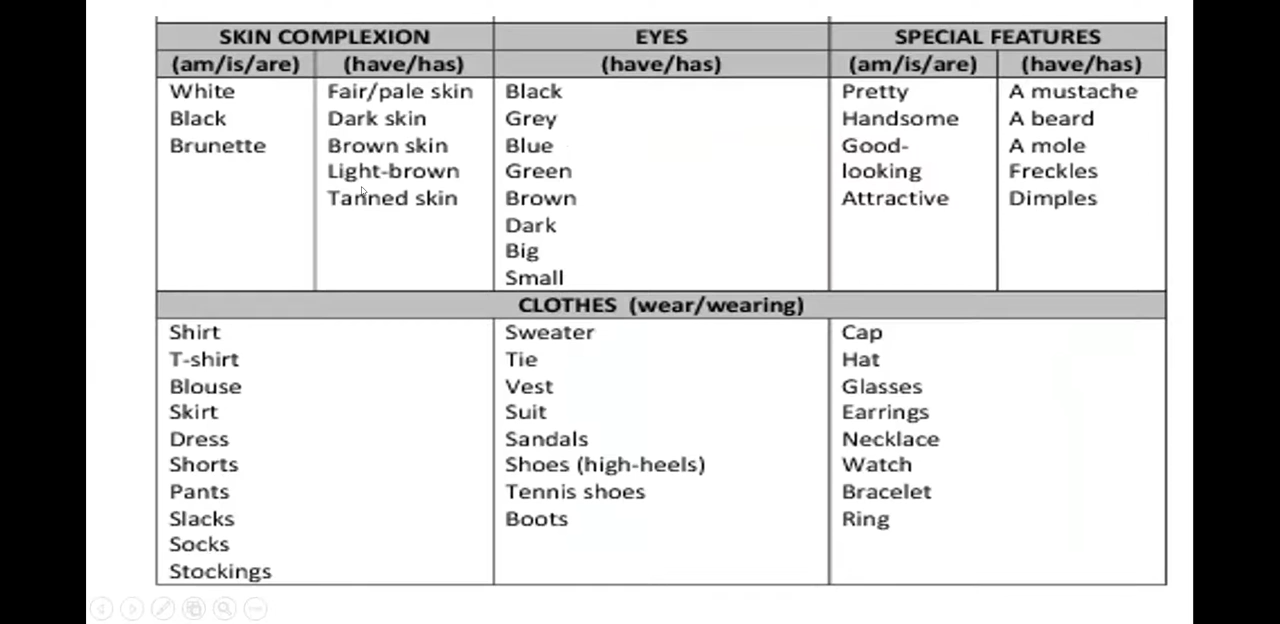 SKIN COMPLEXION
EYES
SPECIAL FEATURES
(am/is/are)
(have/has)
(have/has)
(am/is/are)
(have/has)
White
Black
Brunette
Fair/pale skin
Dark skin
Brown skin
Light-brown
Tanned skin
Black
Grey
Blue
Green
Brown
Dark
Big
Small
Pretty
Handsome
Good-
looking
Attractive
A mustache
A beard
A mole
Freckles
Dimples
CLOTHES (wear/wearing)
Shirt
T-shirt
Blouse
Skirt
Dress
Shorts
Pants
Slacks
Socks
Stockings
Sweater
Tie
Vest
Suit
Sandals
Shoes (high-heels)
Tennis shoes
Boots
Cap
Hat
Glasses
Earrings
Necklace
Watch
Bracelet
Ring